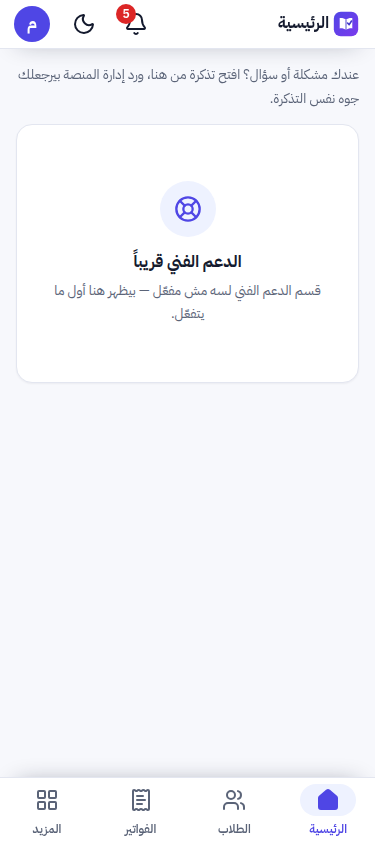 الرئيسية
5
م
عندك مشكلة أو سؤال؟ افتح تذكرة من هنا، ورد إدارة المنصة بيرجعلك
جوه نفس التذكرة.
الدعم الفني قريباً
قسم الدعم الفني لسه مش مفعّل — بيظهر هنا أول ما
يتفعّل.
الرئيسية
الطلاب
الفواتير
المزيد